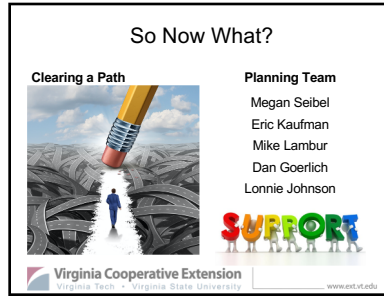 So Now What?
Clearing a Path
Planning Team
Megan Seibel
Eric Kaufman
Mike Lambur
Dan Goerlich
Lonnie Johnson
SUPPORT
Virginia Cooperative Extension
Virginia Tech • Virginia State University
www.ext.vt.edu